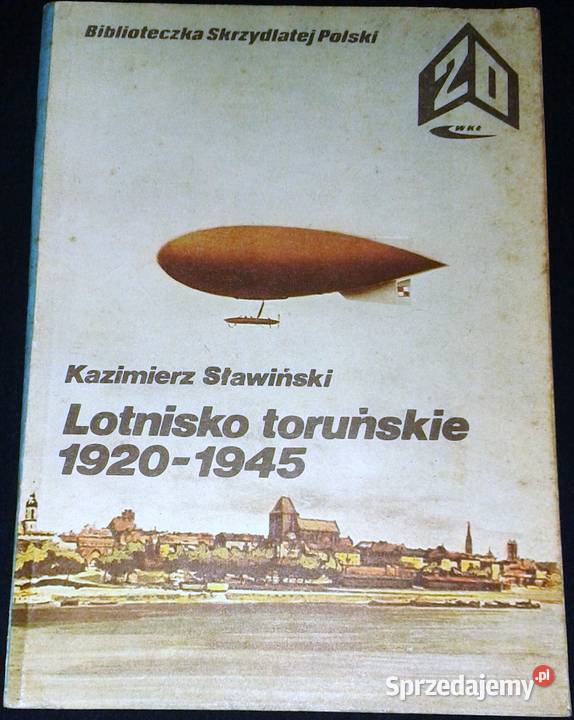 Biblioteczka Skrzydlatej Polski
20
WKŁ
Kazimierz Sławiński
Lotnisko toruńskie
1920-1945
Sprzedajemy.pl